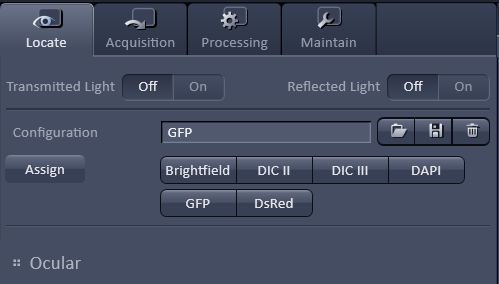 Locate Acquisition Processing Maintain
Transmitted Light Off On Reflected Light Off On
Configuration GFP
Assign Brightfield DIC II DIC III DAPI
GFP DsRed
Ocular